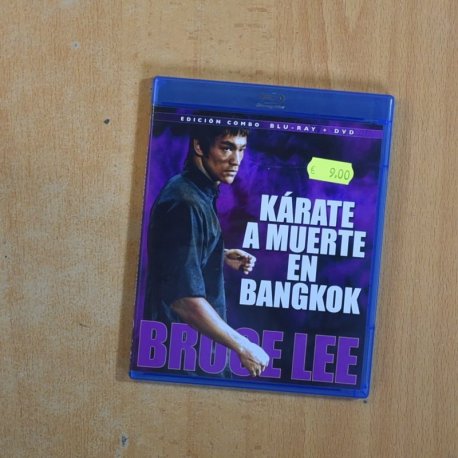 EDICIÓN COMBO BLU-RAY + DVD
€ 9,00
KÁRATE
A MUERTE
EN
BANGKOK
BRUCE LEE